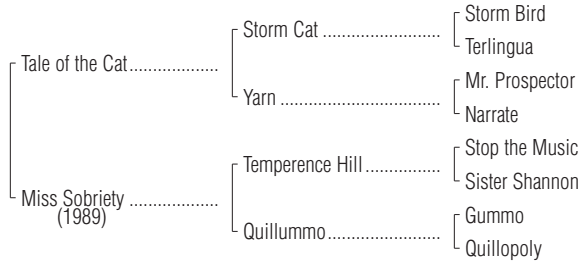 Storm Bird
Storm Cat
Terlingua
Tale of the Cat
Mr. Prospector
Yarn
Narrate
Stop the Music
Temperence Hill
Sister Shannon
Miss Sobriety
(1989)
Gummo
Quillummo
Quillopoly